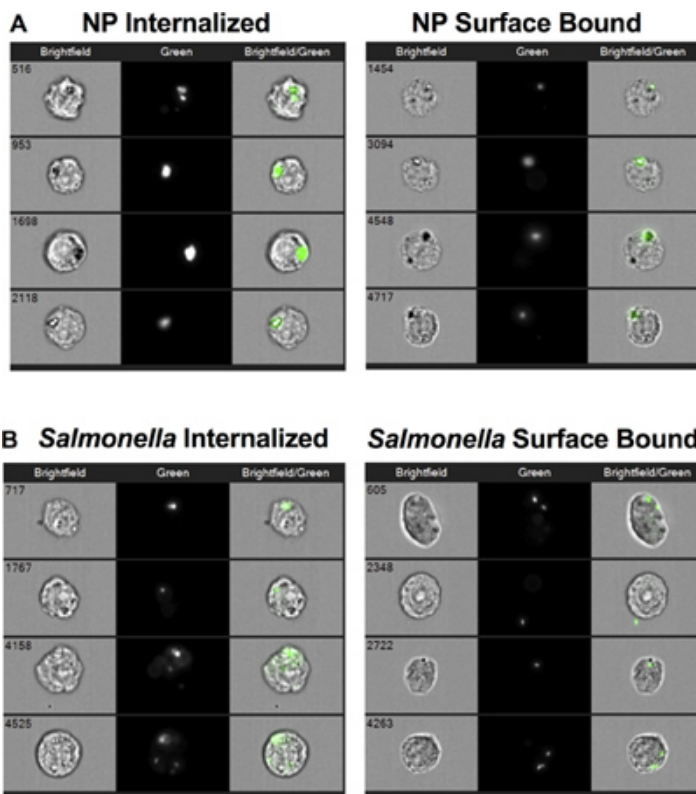 A NP Internalized NP Surface Bound
Brightfield Green Brightfield/Green Brightfield Green Brightfield/Green
516 1454
953 3094
1698 4548
2118 4717
B Salmonella Internalized Salmonella Surface Bound
Brightfield Green Brightfield/Green Brightfield Green Brightfield/Green
717 605
1767 2348
4158 2722
4525 4263